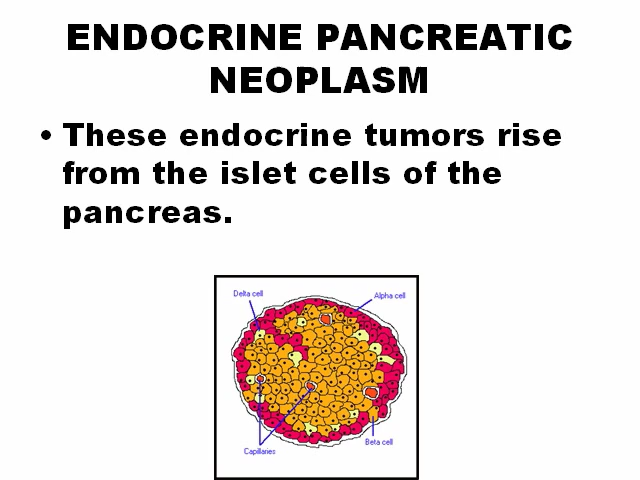 ENDOCRINE PANCREATIC
NEOPLASM
• These endocrine tumors rise
from the islet cells of the
pancreas.
Delta cell
Alpha cell
Beta cell
Capillaries